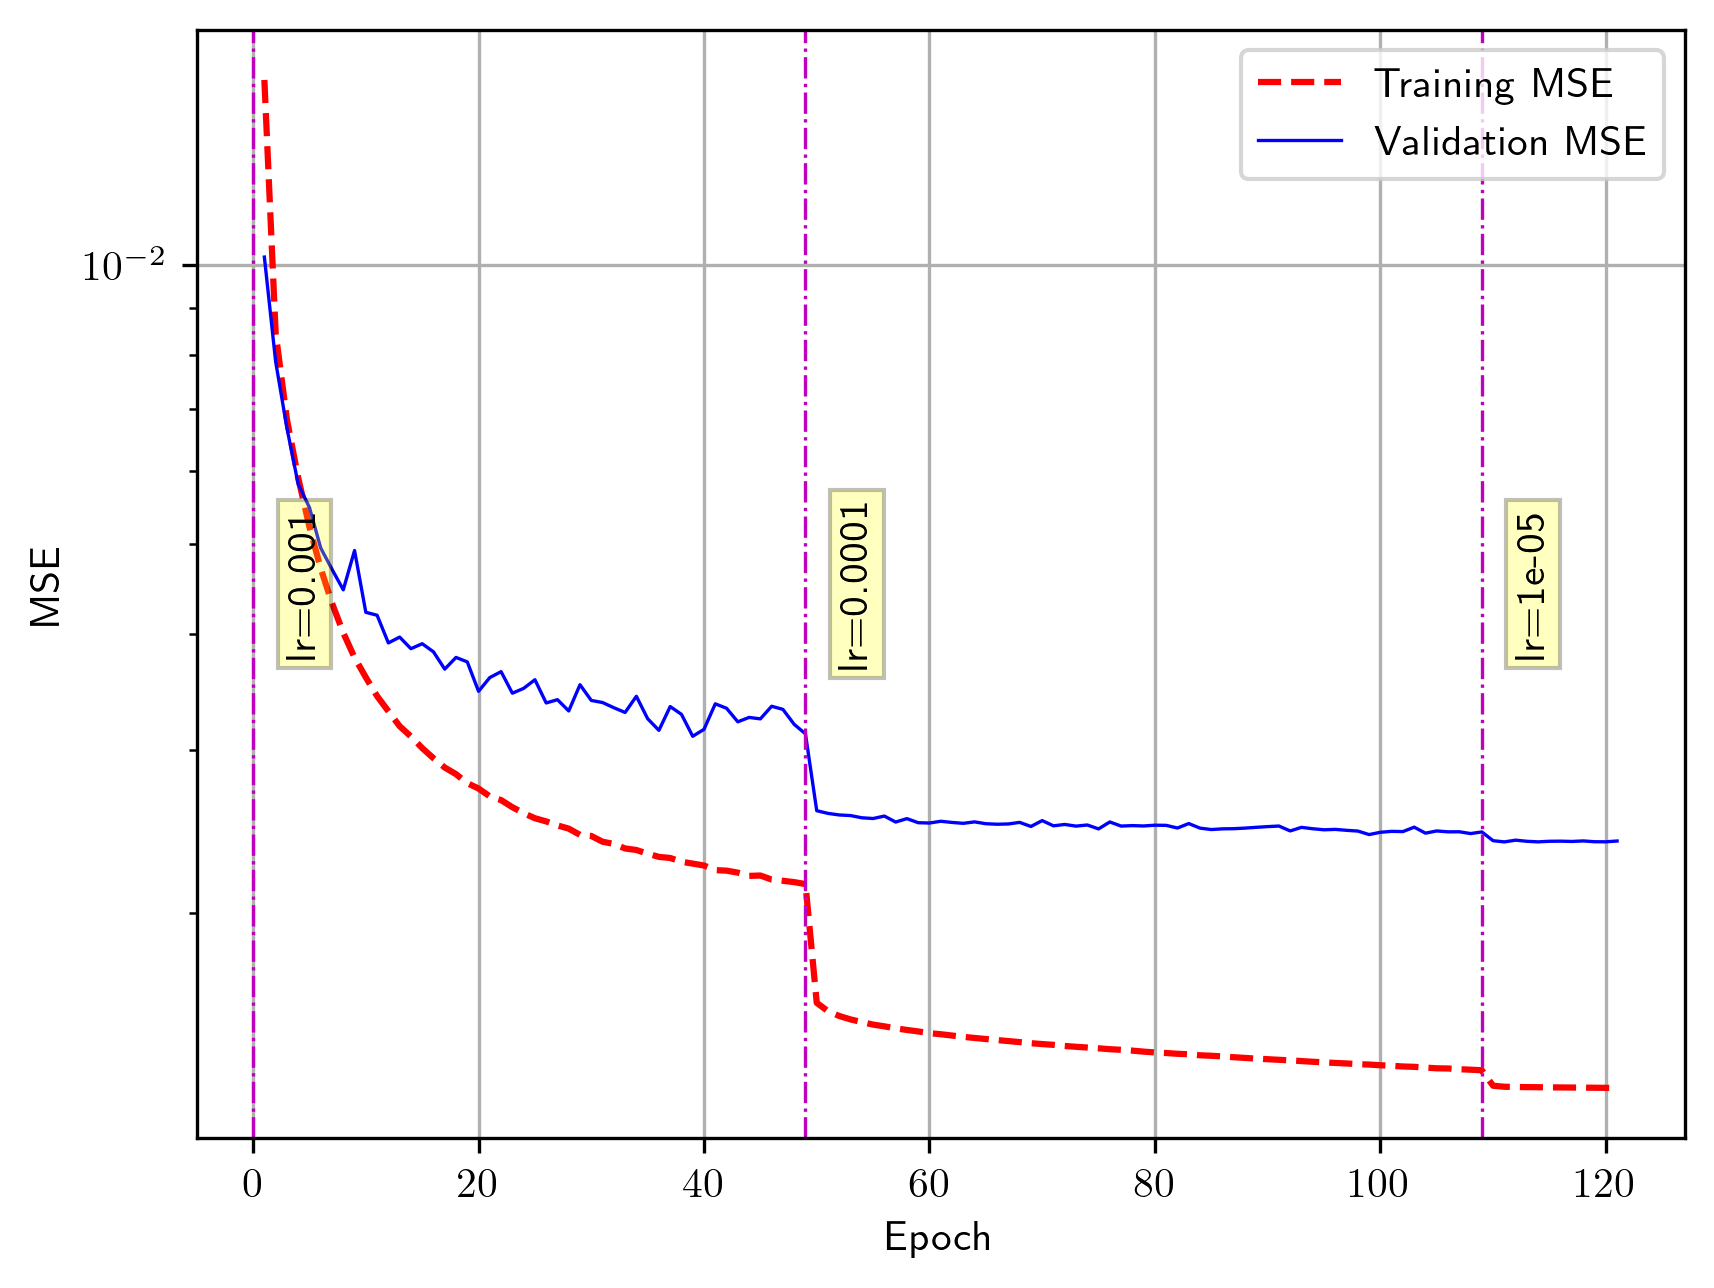 Training MSE
Validation MSE
10⁻²
MSE
lr=0.001
lr=0.0001
lr=1e-05
0 20 40 60 80 100 120
Epoch